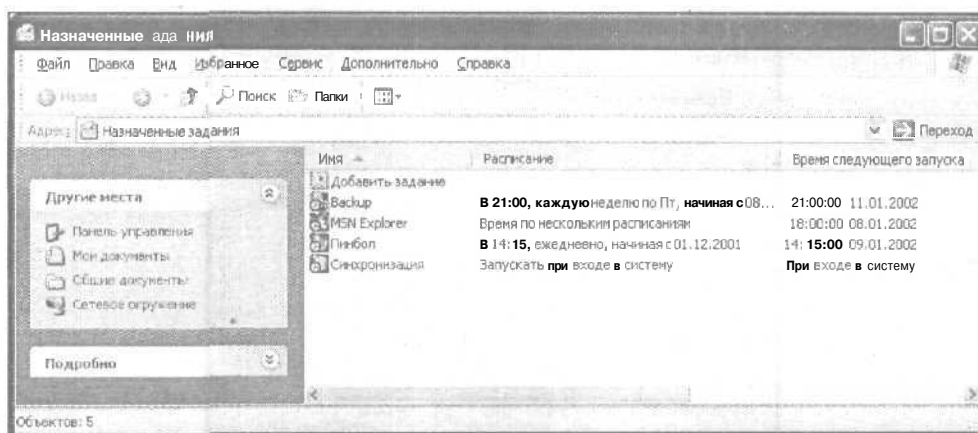 Назначенные ада ния
Файл Правка Вид Избранное Сервис Дополнительно Справка
Назад Поиск Папки
Адрес: Назначенные задания Переход
Имя Расписание Время следующего запуска
Добавить задание
Backup В 21:00, каждую неделю по Пт, начиная с 08... 21:00:00 11.01.2002
MSN Explorer Время по нескольким расписаниям 18:00:00 08.01.2002
Пинбол В 14:15, ежедневно, начиная с 01.12.2001 14:15:00 09.01.2002
Синхронизация Запускать при входе в систему При входе в систему
Другие места
Панель управления
Мои документы
Общие документы
Сетевое окружение
Подробно
Объектов: 5